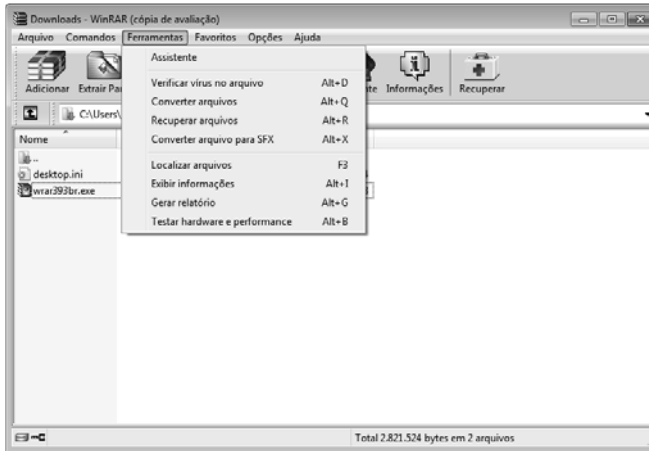 Downloads - WinRAR (cópia de avaliação)
Arquivo Comandos Ferramentas Favoritos Opções Ajuda
Adicionar Extrair Informações Recuperar
C:\Users\
Nome
..
desktop.ini
wrar393br.exe
Assistente
Verificar vírus no arquivo Alt+D
Converter arquivos Alt+Q
Recuperar arquivos Alt+R
Converter arquivo para SFX Alt+X
Localizar arquivos F3
Exibir informações Alt+I
Gerar relatório Alt+G
Testar hardware e performance Alt+B
Total 2.821.524 bytes em 2 arquivos